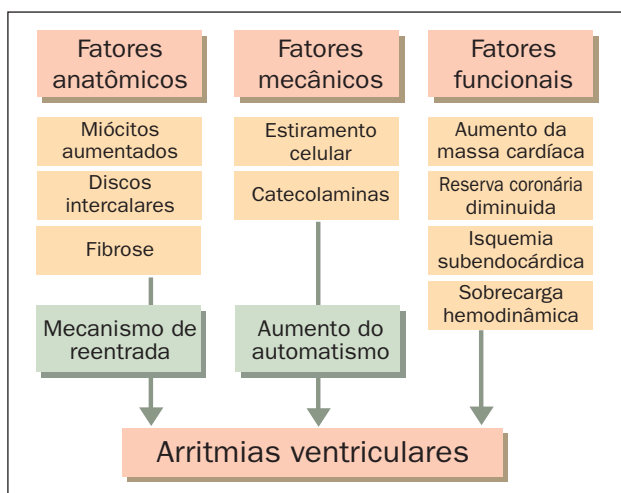 Fatores
anatômicos
Miócitos
aumentados
Discos
intercalares
Fibrose
Mecanismo de
reentrada
Fatores
mecânicos
Estiramento
celular
Catecolaminas
Aumento do
automatismo
Fatores
funcionais
Aumento da
massa cardíaca
Reserva coronária
diminuida
Isquemia
subendocárdica
Sobrecarga
hemodinâmica
Arritmias ventriculares